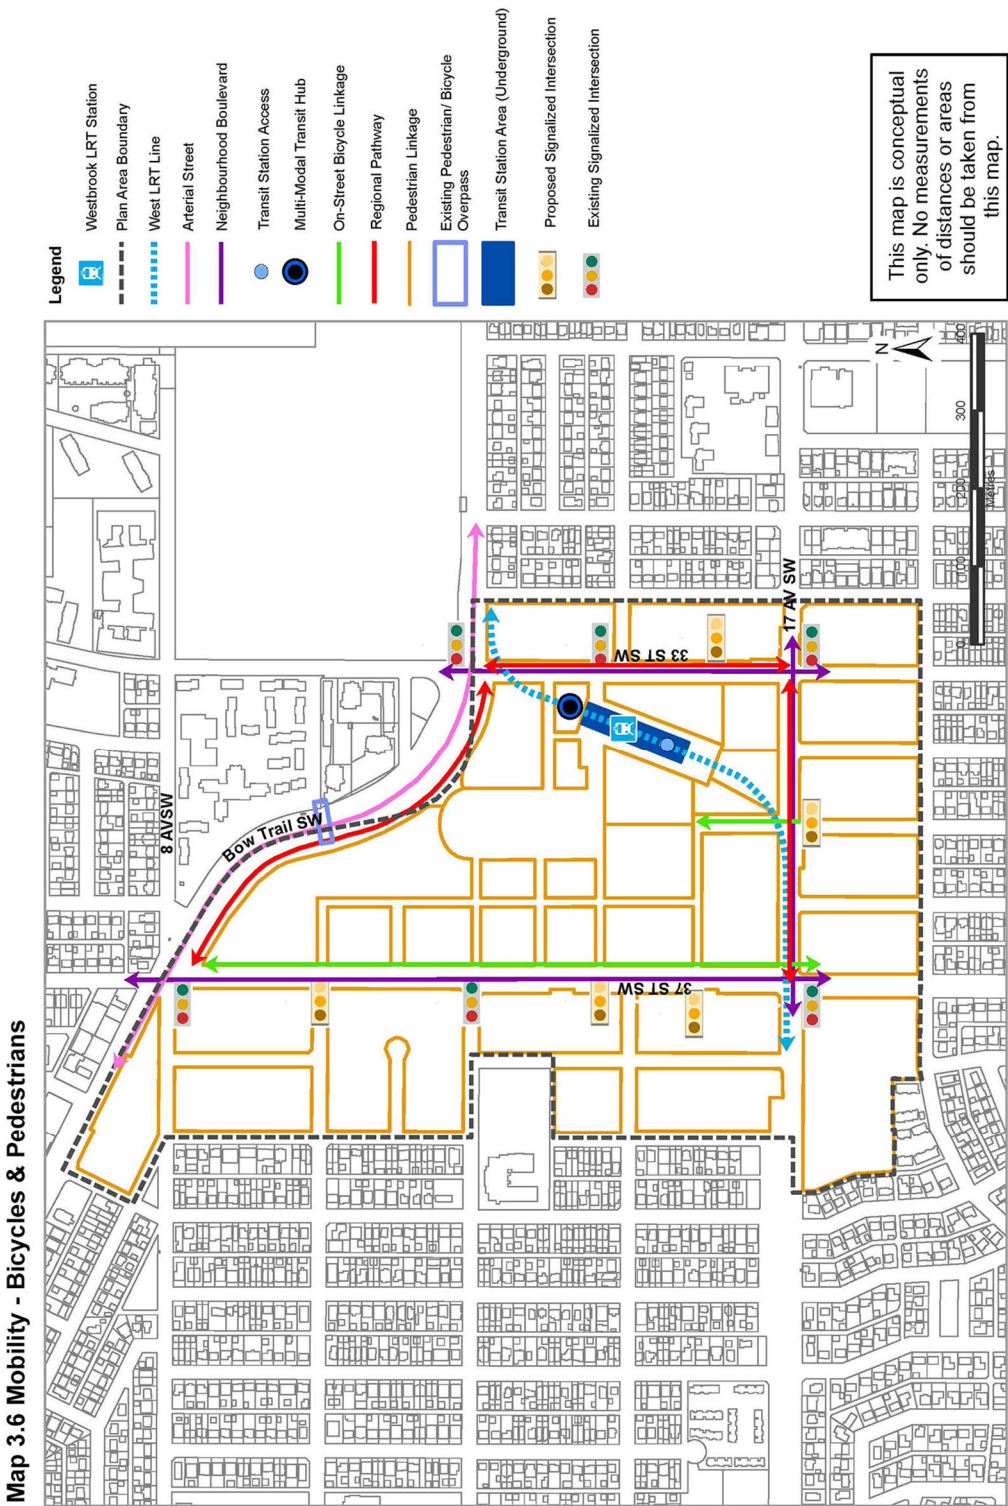 Map 3.6 Mobility - Bicycles & Pedestrians
8 AVSW
Bow Trail SW
37 ST SW
33 ST SW
17 AV SW
N
0 100 200 300 400
Metres
Legend
Westbrook LRT Station
Plan Area Boundary
West LRT Line
Arterial Street
Neighbourhood Boulevard
Transit Station Access
Multi-Modal Transit Hub
On-Street Bicycle Linkage
Regional Pathway
Pedestrian Linkage
Existing Pedestrian/ Bicycle
Overpass
Transit Station Area (Underground)
Proposed Signalized Intersection
Existing Signalized Intersection
This map is conceptual
only. No measurements
of distances or areas
should be taken from
this map.